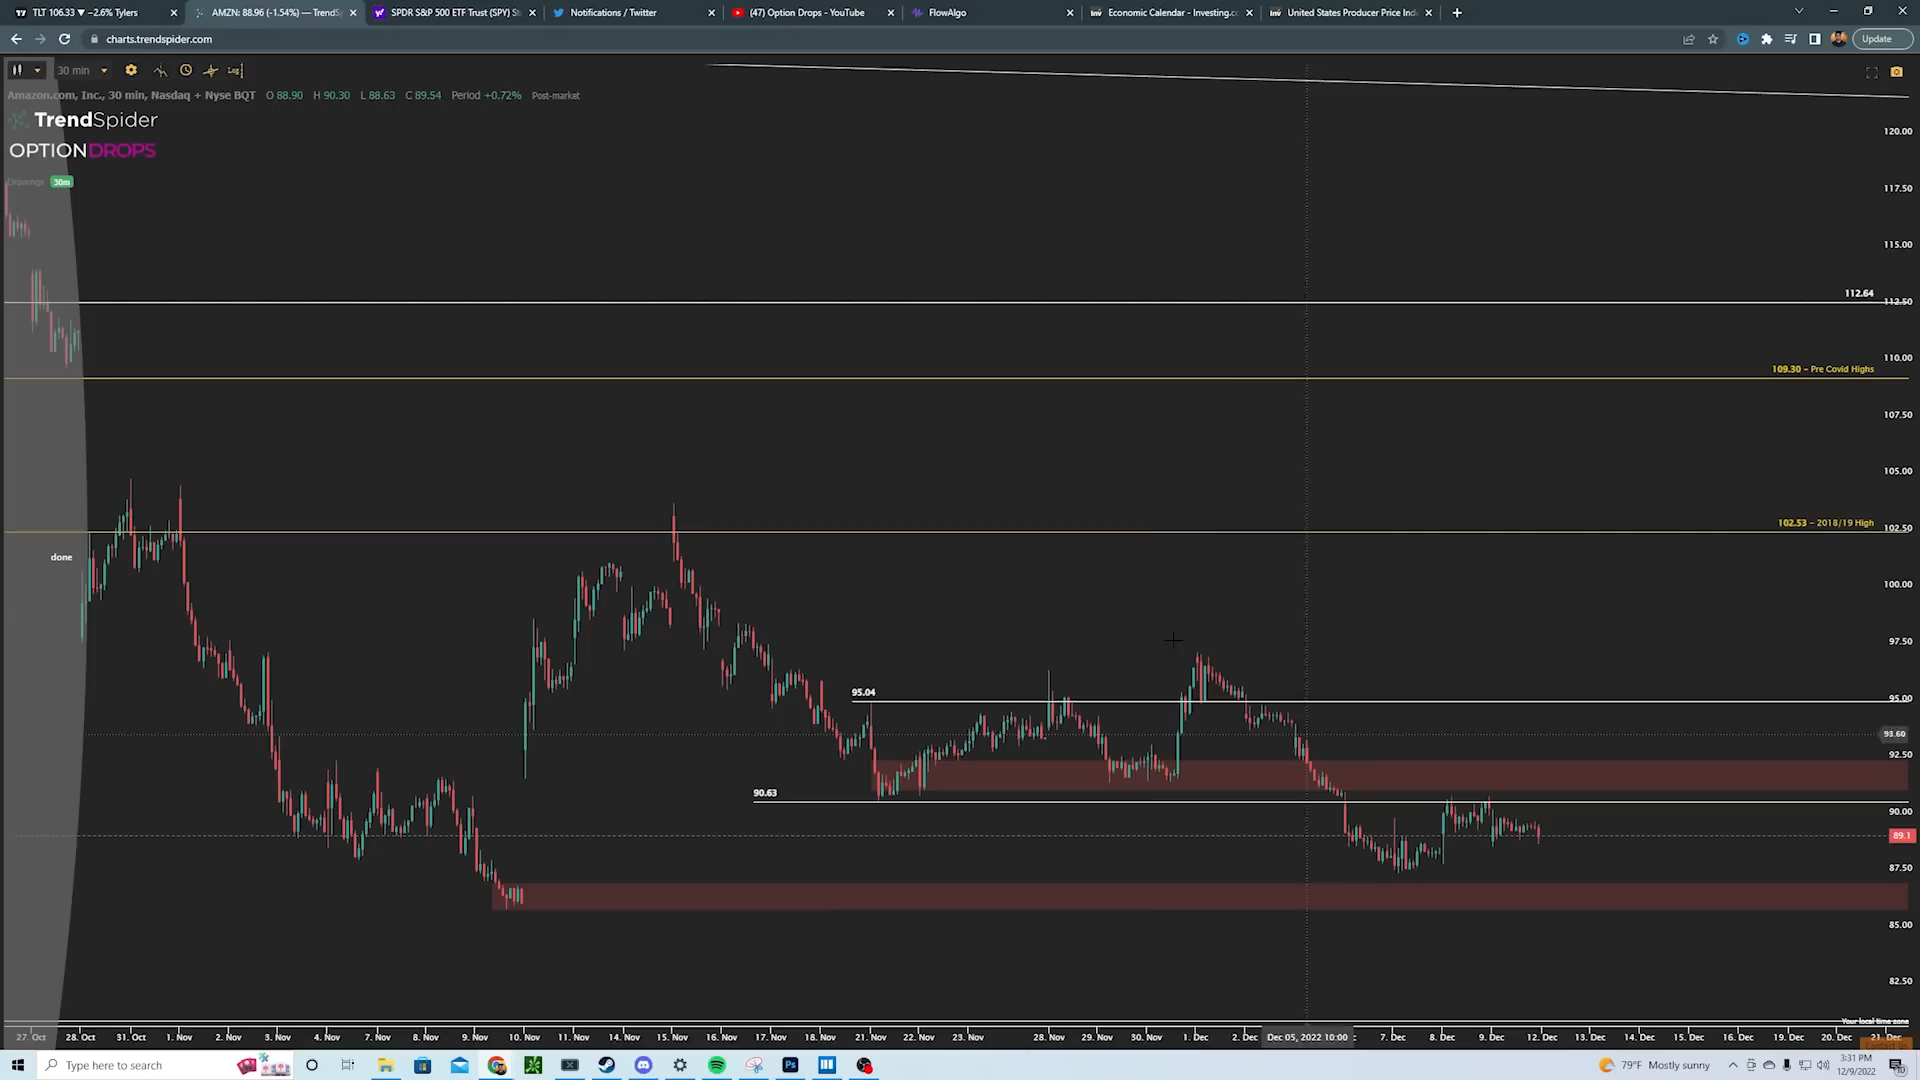 TLT 106.33 ▼ −2.6% Tylers
AMZN: 88.96 (-1.54%) — TrendS
SPDR S&P 500 ETF Trust (SPY) St
Notifications / Twitter
(47) Option Drops - YouTube
FlowAlgo
Economic Calendar - Investing.c
United States Producer Price Ind
charts.trendspider.com
Update
30 min
Log
Amazon.com, Inc., 30 min, Nasdaq + Nyse BQT O 88.90 H 90.30 L 88.63 C 89.54 Period +0.72% Post-market
TrendSpider
OPTIONDROPS
Drawings 30m
120.00
117.50
115.00
112.64
112.50
110.00
109.30 – Pre Covid Highs
107.50
105.00
102.53 – 2018/19 High
102.50
done
100.00
97.50
95.04
95.00
93.60
92.50
90.63
90.00
89.1
87.50
85.00
82.50
Your local time zone
27 Oct 28. Oct 31. Oct 1. Nov 2. Nov 3. Nov 4. Nov 7. Nov 8. Nov 9. Nov 10. Nov 11. Nov 14. Nov 15. Nov 16. Nov 17. Nov 18. Nov 21. Nov 22. Nov 23. Nov 28. Nov 29. Nov 30. Nov 1. Dec 2. Dec Dec 05, 2022 10:00 7. Dec 8. Dec 9. Dec 12. Dec 13. Dec 14. Dec 15. Dec 16. Dec 19. Dec 20. Dec 21. Dec
Contact us
Type here to search
79°F Mostly sunny
3:31 PM
12/9/2022